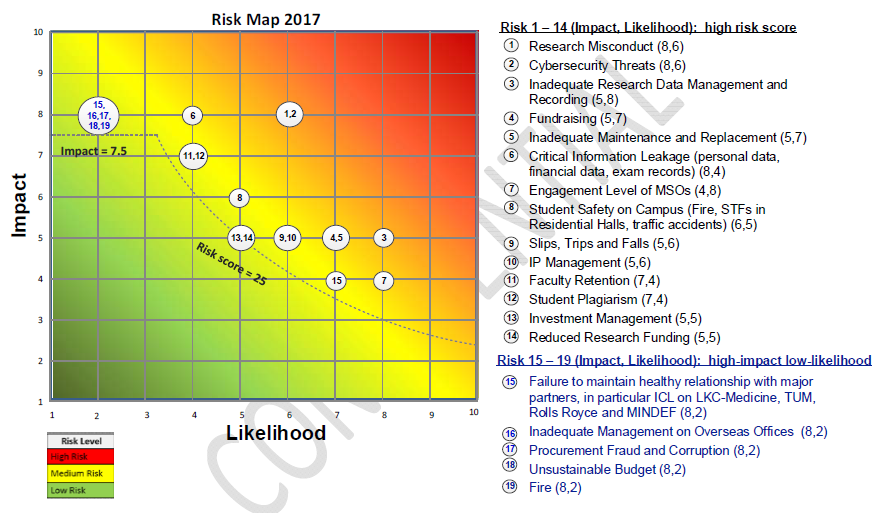 Risk Map 2017
10
9
8
7
6
5
4
3
2
1
Impact
15,
16,17,
18,19
6
1,2
Impact = 7.5
11,12
8
13,14
9,10
4,5
3
Risk score = 25
15
7
1
2
3
4
5
6
7
8
9
10
Likelihood
Risk Level
High Risk
Medium Risk
Low Risk
Risk 1 – 14 (Impact, Likelihood): high risk score
1 Research Misconduct (8,6)
2 Cybersecurity Threats (8,6)
3 Inadequate Research Data Management and
Recording (5,8)
4 Fundraising (5,7)
5 Inadequate Maintenance and Replacement (5,7)
6 Critical Information Leakage (personal data,
financial data, exam records) (8,4)
7 Engagement Level of MSOs (4,8)
8 Student Safety on Campus (Fire, STFs in
Residential Halls, traffic accidents) (6,5)
9 Slips, Trips and Falls (5,6)
10 IP Management (5,6)
11 Faculty Retention (7,4)
12 Student Plagiarism (7,4)
13 Investment Management (5,5)
14 Reduced Research Funding (5,5)
Risk 15 – 19 (Impact, Likelihood): high-impact low-likelihood
15 Failure to maintain healthy relationship with major
partners, in particular ICL on LKC-Medicine, TUM,
Rolls Royce and MINDEF (8,2)
16 Inadequate Management on Overseas Offices (8,2)
17 Procurement Fraud and Corruption (8,2)
18 Unsustainable Budget (8,2)
19 Fire (8,2)
CONFIDENTIAL